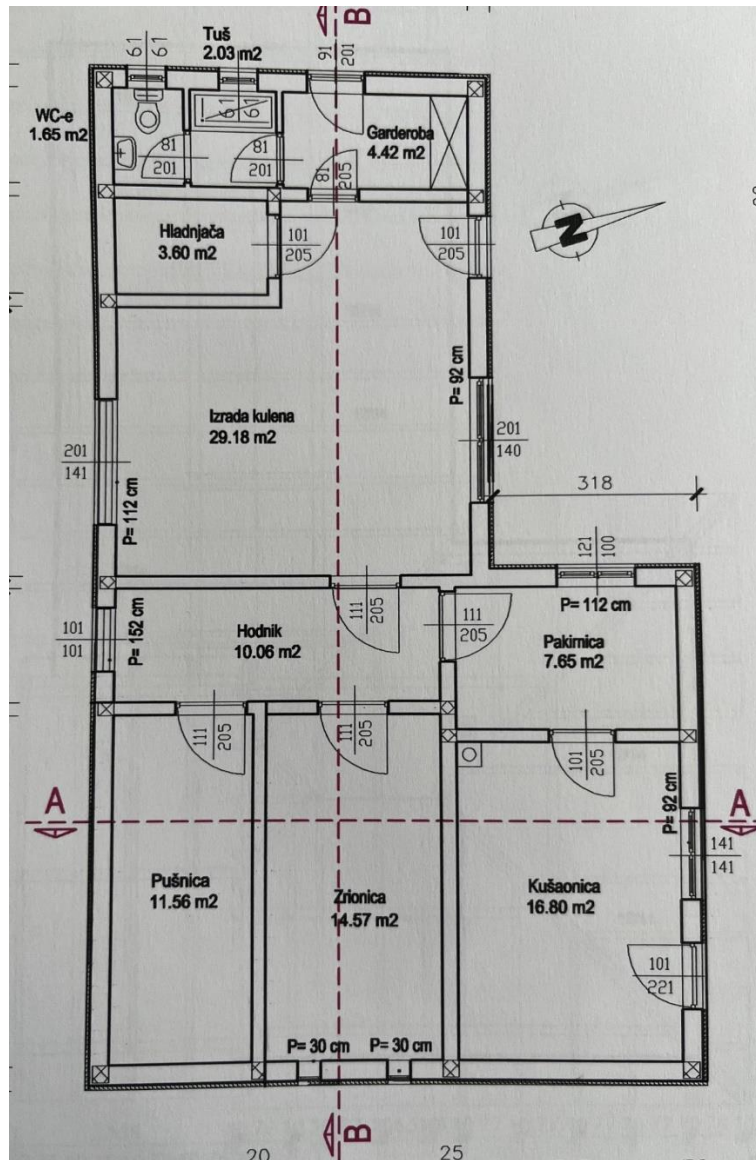 B
Tuš
2.03 m2
61
61
91
201
WC-e
1.65 m2
61
61
Garderoba
4.42 m2
81
201
81
201
81
205
Hladnjača
3.60 m2
101
205
101
205
N
P= 92 cm
Izrada kulena
29.18 m2
201
141
201
140
318
P= 112 cm
121
100
P= 112 cm
101
101
P= 152 cm
Hodnik
10.06 m2
111
205
111
205
Pakirnica
7.65 m2
111
205
111
205
101
205
A
A
P= 82 cm
141
141
Pušnica
11.56 m2
Zrionica
14.57 m2
Kušaonica
16.80 m2
101
221
P= 30 cm
P= 30 cm
B
20
25